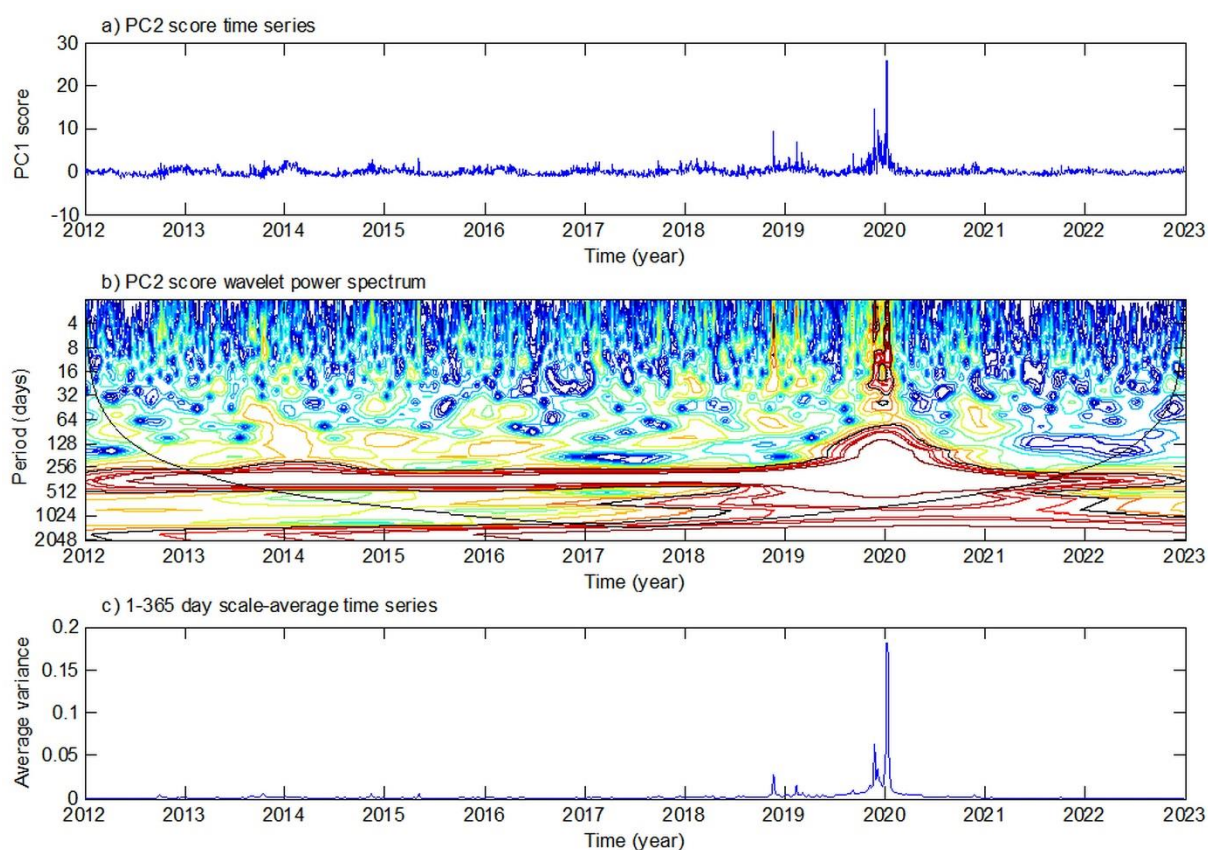 a) PC2 score time series
30
20
10
0
-10
PC1 score
2012 2013 2014 2015 2016 2017 2018 2019 2020 2021 2022 2023
Time (year)
b) PC2 score wavelet power spectrum
4
8
16
32
64
128
256
512
1024
2048
Period (days)
2012 2013 2014 2015 2016 2017 2018 2019 2020 2021 2022 2023
Time (year)
c) 1-365 day scale-average time series
0.2
0.15
0.1
0.05
0
Average variance
2012 2013 2014 2015 2016 2017 2018 2019 2020 2021 2022 2023
Time (year)